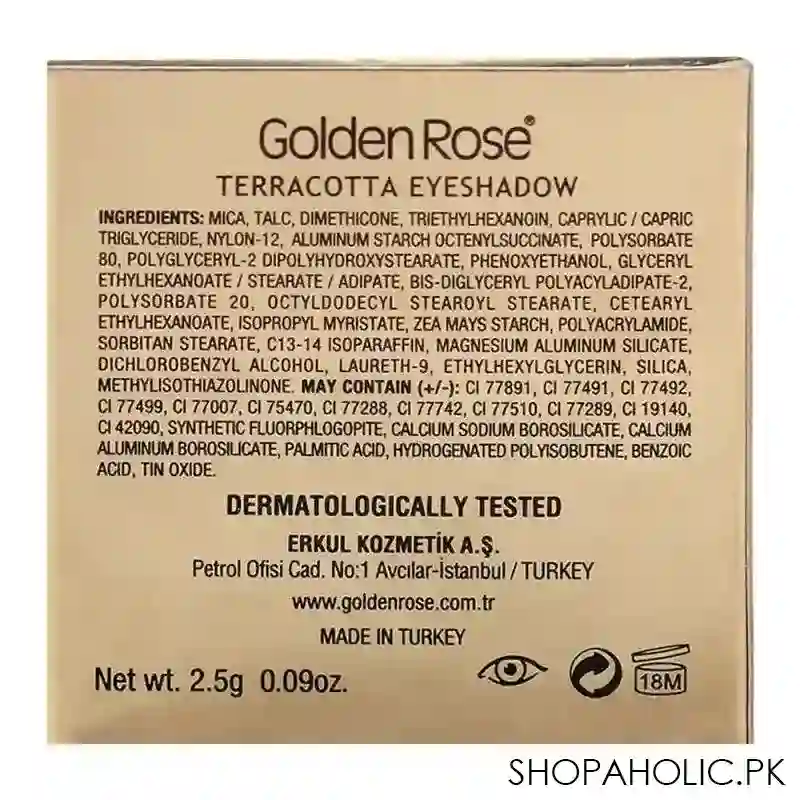 Golden Rose®
TERRACOTTA EYESHADOW
INGREDIENTS: MICA, TALC, DIMETHICONE, TRIETHYLHEXANOIN, CAPRYLIC / CAPRIC
TRIGLYCERIDE, NYLON-12, ALUMINUM STARCH OCTENYLSUCCINATE, POLYSORBATE
80, POLYGLYCERYL-2 DIPOLYHYDROXYSTEARATE, PHENOXYETHANOL, GLYCERYL
ETHYLHEXANOATE / STEARATE / ADIPATE, BIS-DIGLYCERYL POLYACYLADIPATE-2,
POLYSORBATE 20, OCTYLDODECYL STEAROYL STEARATE, CETEARYL
ETHYLHEXANOATE, ISOPROPYL MYRISTATE, ZEA MAYS STARCH, POLYACRYLAMIDE,
SORBITAN STEARATE, C13-14 ISOPARAFFIN, MAGNESIUM ALUMINUM SILICATE,
DICHLOROBENZYL ALCOHOL, LAURETH-9, ETHYLHEXYLGLYCERIN, SILICA,
METHYLISOTHIAZOLINONE. MAY CONTAIN (+/-): CI 77891, CI 77491, CI 77492,
CI 77499, CI 77007, CI 75470, CI 77288, CI 77742, CI 77510, CI 77289, CI 19140,
CI 42090, SYNTHETIC FLUORPHLOGOPITE, CALCIUM SODIUM BOROSILICATE, CALCIUM
ALUMINUM BOROSILICATE, PALMITIC ACID, HYDROGENATED POLYISOBUTENE, BENZOIC
ACID, TIN OXIDE.
DERMATOLOGICALLY TESTED
ERKUL KOZMETİK A.Ş.
Petrol Ofisi Cad. No:1 Avcılar-İstanbul / TURKEY
www.goldenrose.com.tr
MADE IN TURKEY
Net wt. 2.5g 0.09oz.
18M
SHOPAHOLIC.PK